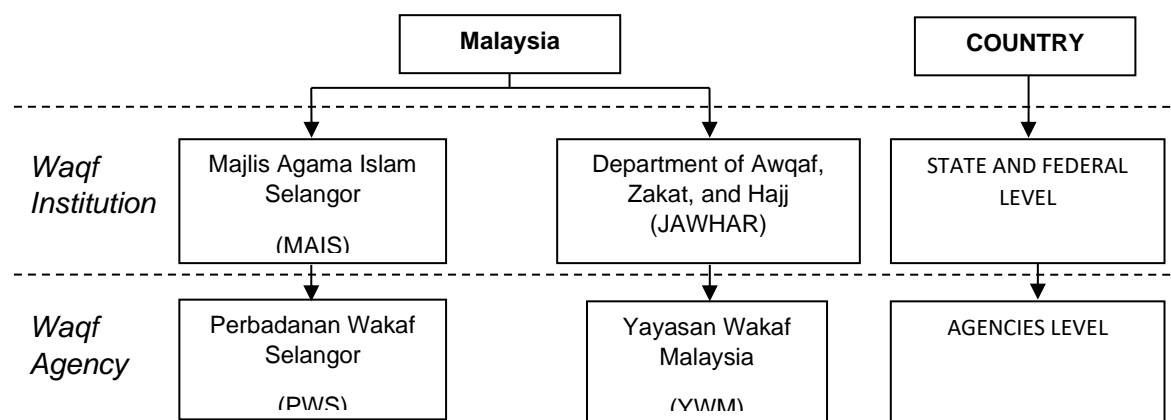 Malaysia
COUNTRY
Waqf
Institution
Majlis Agama Islam
Selangor
(MAIS)
Department of Awqaf,
Zakat, and Hajj
(JAWHAR)
STATE AND FEDERAL
LEVEL
Waqf
Agency
Perbadanan Wakaf
Selangor
(PWS)
Yayasan Wakaf
Malaysia
(YWM)
AGENCIES LEVEL